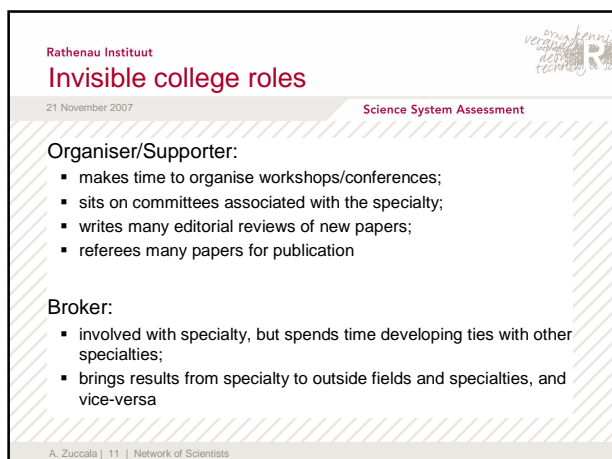 Rathenau Instituut
Invisible college roles
R
21 November 2007
Science System Assessment
Organiser/Supporter:
▪ makes time to organise workshops/conferences;
▪ sits on committees associated with the specialty;
▪ writes many editorial reviews of new papers;
▪ referees many papers for publication
Broker:
▪ involved with specialty, but spends time developing ties with other
specialties;
▪ brings results from specialty to outside fields and specialties, and
vice-versa
A. Zuccala | 11 | Network of Scientists